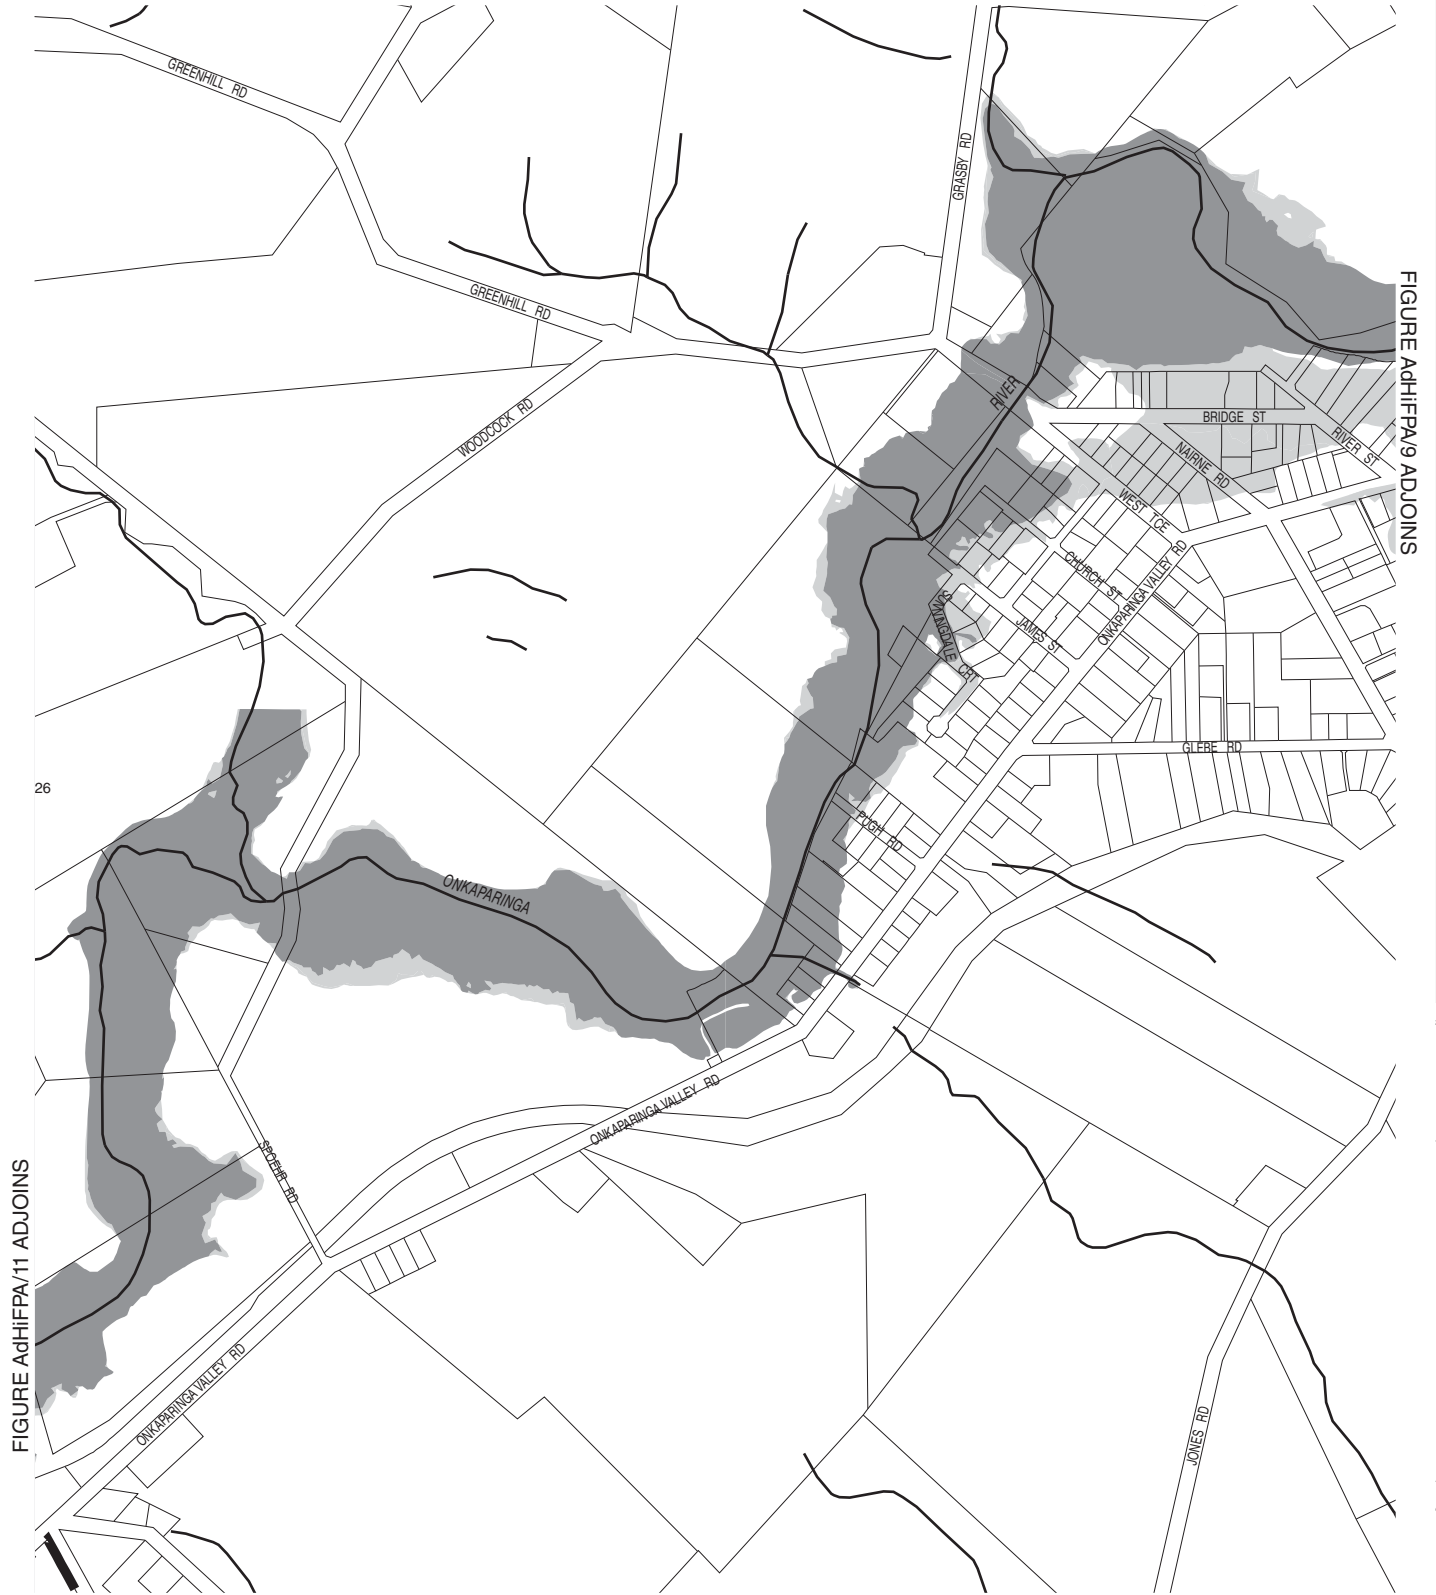 GREENHILL RD
GRASBY RD
GREENHILL RD
FIGURE AdHiFPA/9 ADJOINS
RIVER
WOODCOCK RD
BRIDGE ST
RIVER ST
NAIRNE RD
WEST TCE
CHURCH ST
ONKAPARINGA VALLEY RD
JAMES ST
SUNNINGDALE CRT
GLEBE RD
26
PUGH RD
ONKAPARINGA
ONKAPARINGA VALLEY RD
SPOEHR RD
FIGURE AdHiFPA/11 ADJOINS
ONKAPARINGA VALLEY RD
JONES RD